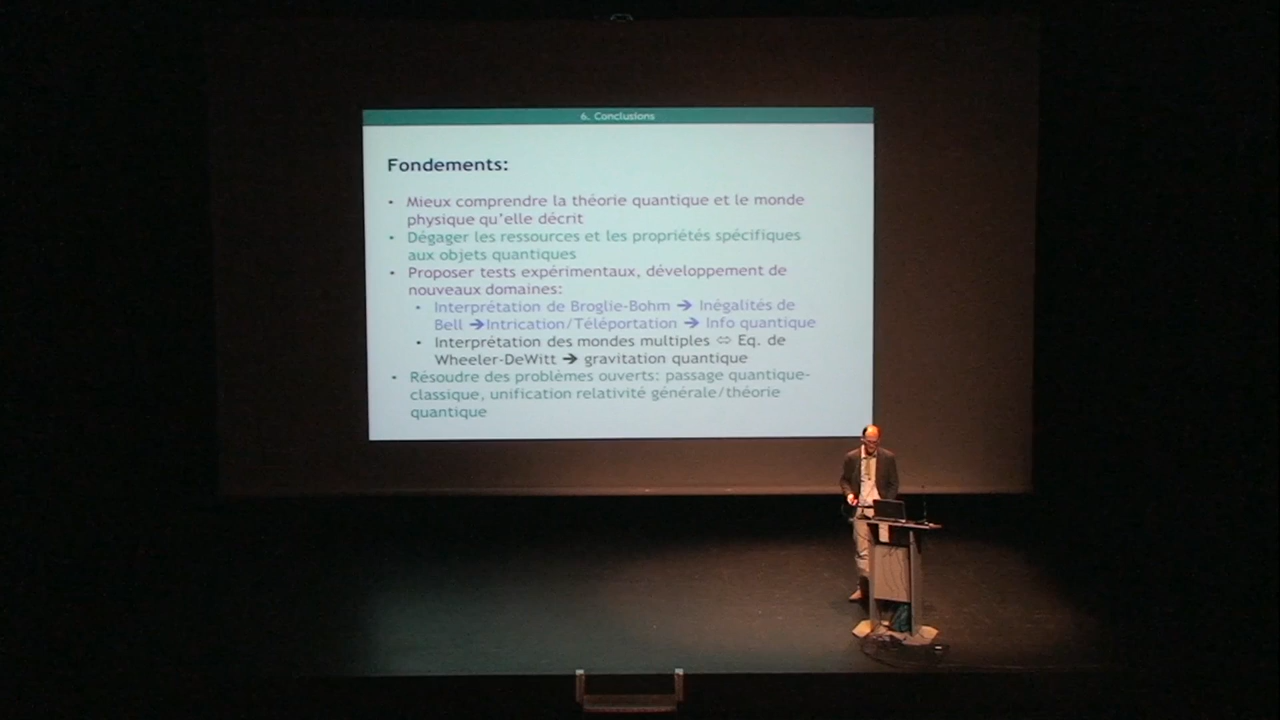 6. Conclusions
Fondements:
• Mieux comprendre la théorie quantique et le monde
physique qu'elle décrit
• Dégager les ressources et les propriétés spécifiques
aux objets quantiques
• Proposer tests expérimentaux, développement de
nouveaux domaines:
• Interprétation de Broglie-Bohm ➔ Inégalités de
Bell ➔Intrication/Téléportation ➔ Info quantique
• Interprétation des mondes multiples ⇔ Eq. de
Wheeler-DeWitt ➔ gravitation quantique
• Résoudre des problèmes ouverts: passage quantique-
classique, unification relativité générale/théorie
quantique